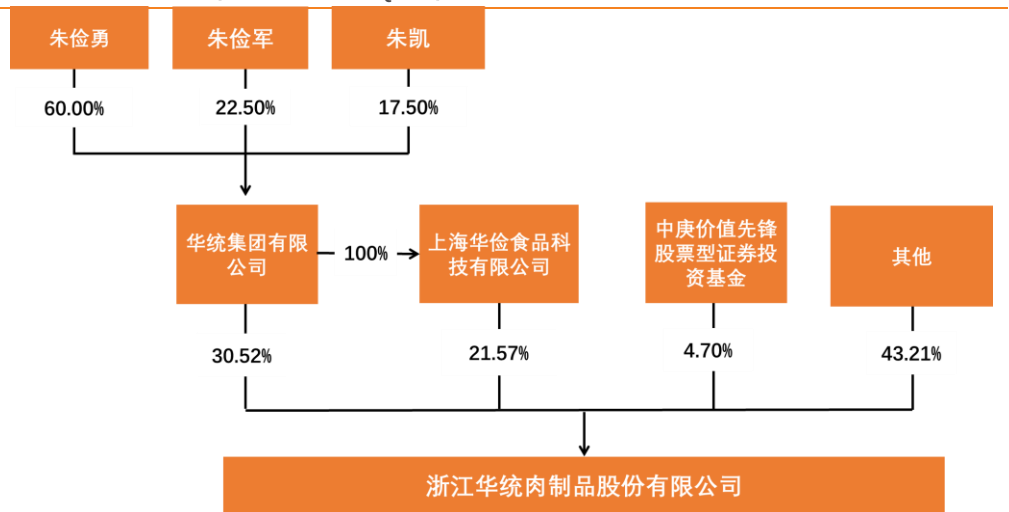 朱俭勇
朱俭军
朱凯
60.00%
22.50%
17.50%
华统集团有限
公司
100%
上海华俭食品科
技有限公司
中庚价值先锋
股票型证券投
资基金
其他
30.52%
21.57%
4.70%
43.21%
浙江华统肉制品股份有限公司